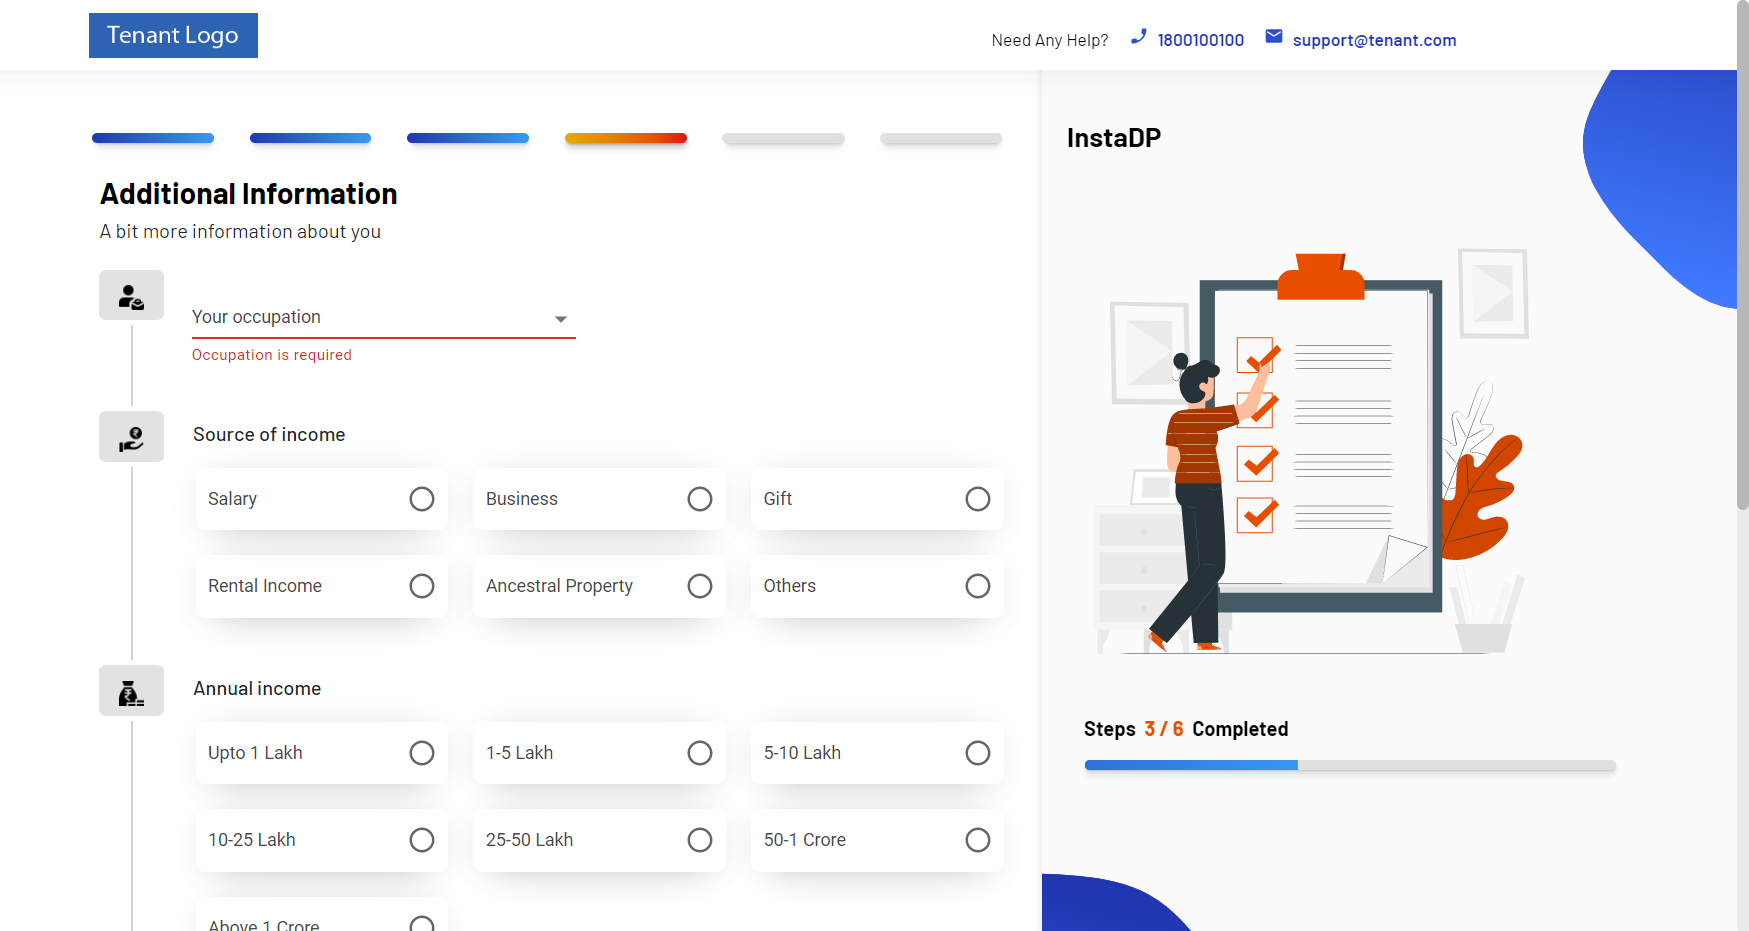 Tenant Logo
Need Any Help? 1800100100 support@tenant.com
InstaDP
Additional Information
A bit more information about you
Your occupation
Occupation is required
Source of income
Salary
Business
Gift
Rental Income
Ancestral Property
Others
Annual income
Upto 1 Lakh
1-5 Lakh
5-10 Lakh
10-25 Lakh
25-50 Lakh
50-1 Crore
Above 1 Crore
Steps 3 / 6 Completed